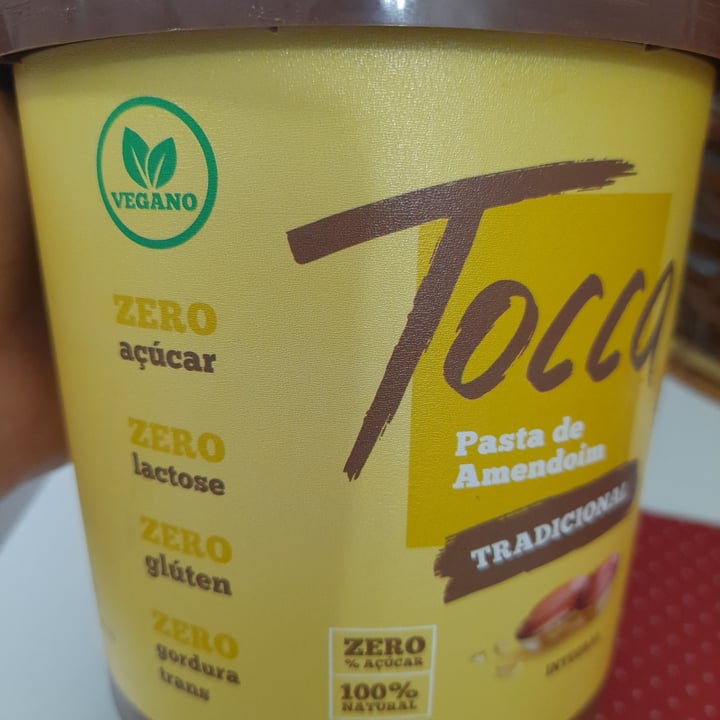 VEGANO
ZERO
açúcar
ZERO
lactose
ZERO
glúten
ZERO
gordura
trans
Tocca
Pasta de
Amendoim
TRADICIONAL
INTEGRAL
ZERO
% AÇÚCAR
100%
NATURAL